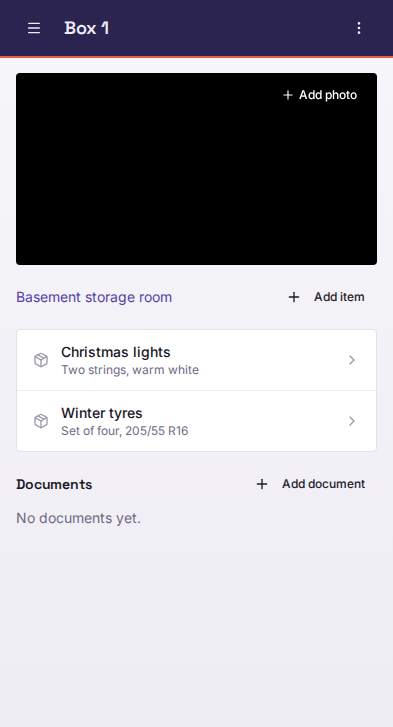 Box 1
Add photo
Basement storage room
Add item
Christmas lights
Two strings, warm white
Winter tyres
Set of four, 205/55 R16
Documents
Add document
No documents yet.